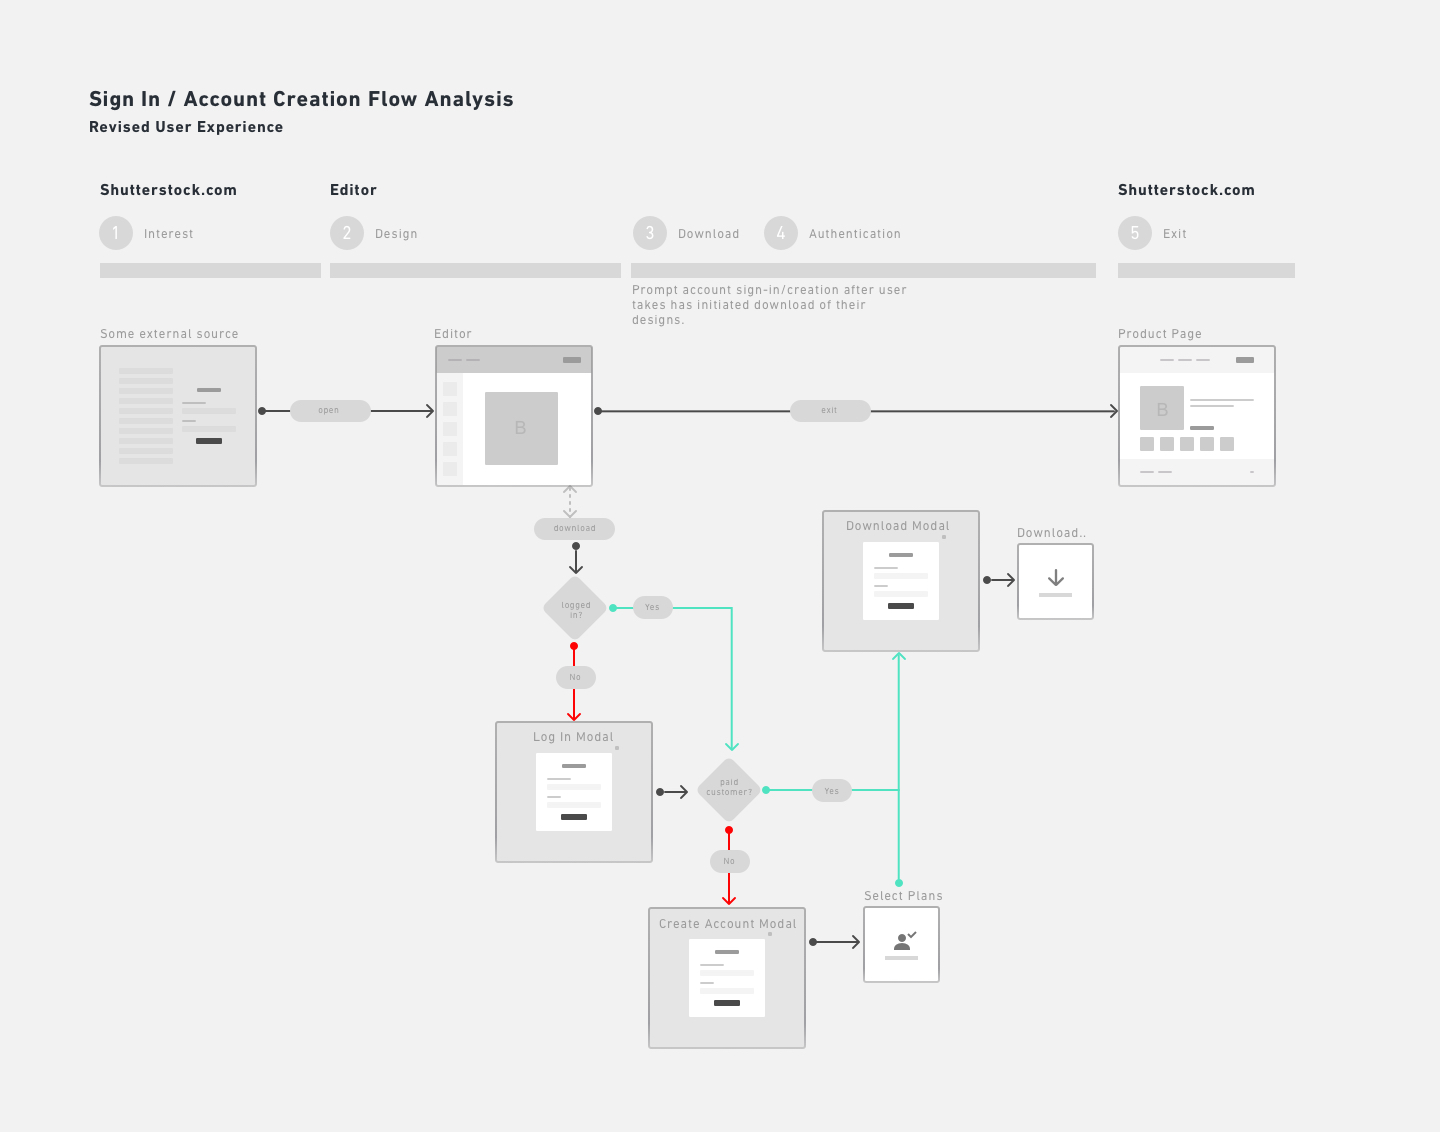 Sign In / Account Creation Flow Analysis
Revised User Experience
Shutterstock.com
Editor
Shutterstock.com
1 Interest
2 Design
3 Download
4 Authentication
5 Exit
Prompt account sign-in/creation after user
takes has initiated download of their
designs.
Some external source
Editor
Product Page
open
B
exit
B
download
Download Modal
Download..
logged
in?
Yes
No
Log In Modal
paid
customer?
Yes
No
Select Plans
Create Account Modal